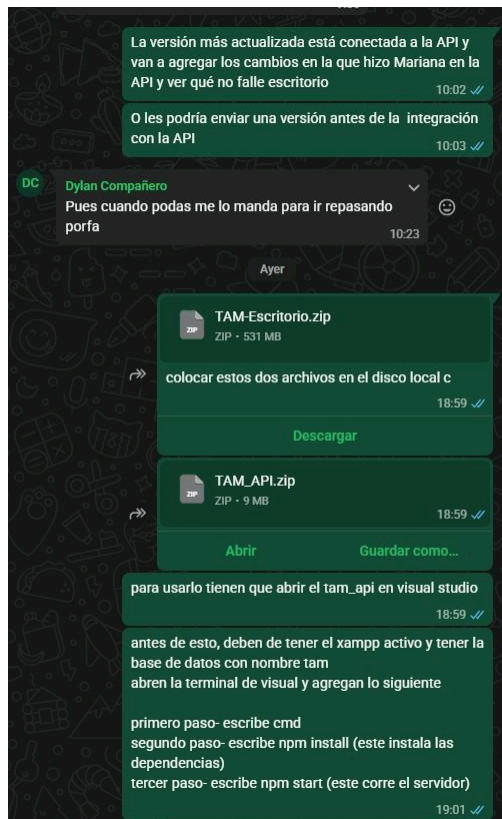 La versión más actualizada está conectada a la API y
van a agregar los cambios en la que hizo Mariana en la
API y ver qué no falle escritorio
10:02
O les podría enviar una versión antes de la integración
con la API
10:03
DC
Dylan Compañero
Pues cuando podas me lo manda para ir repasando
porfa
10:23
Ayer
TAM-Escritorio.zip
ZIP
ZIP • 531 MB
colocar estos dos archivos en el disco local c
18:59
Descargar
TAM_API.zip
ZIP
ZIP • 9 MB
18:59
Abrir Guardar como...
para usarlo tienen que abrir el tam_api en visual studio
18:59
antes de esto, deben de tener el xampp activo y tener la
base de datos con nombre tam
abren la terminal de visual y agregan lo siguiente
primero paso- escribe cmd
segundo paso- escribe npm install (este instala las
dependencias)
tercer paso- escribe npm start (este corre el servidor)
19:01